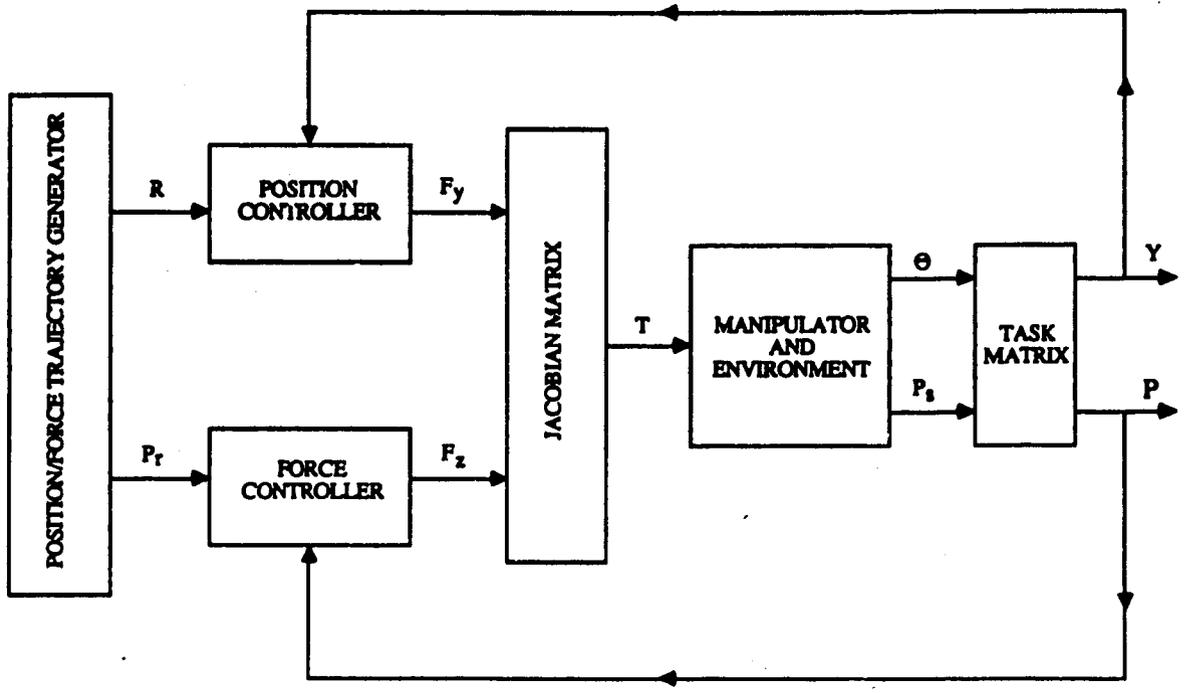 POSITION/FORCE TRAJECTORY GENERATOR
R
POSITION
CONTROLLER
Fy
JACOBIAN MATRIX
T
MANIPULATOR
AND
ENVIRONMENT
Θ
Ps
TASK
MATRIX
Y
P
Pr
FORCE
CONTROLLER
Fz